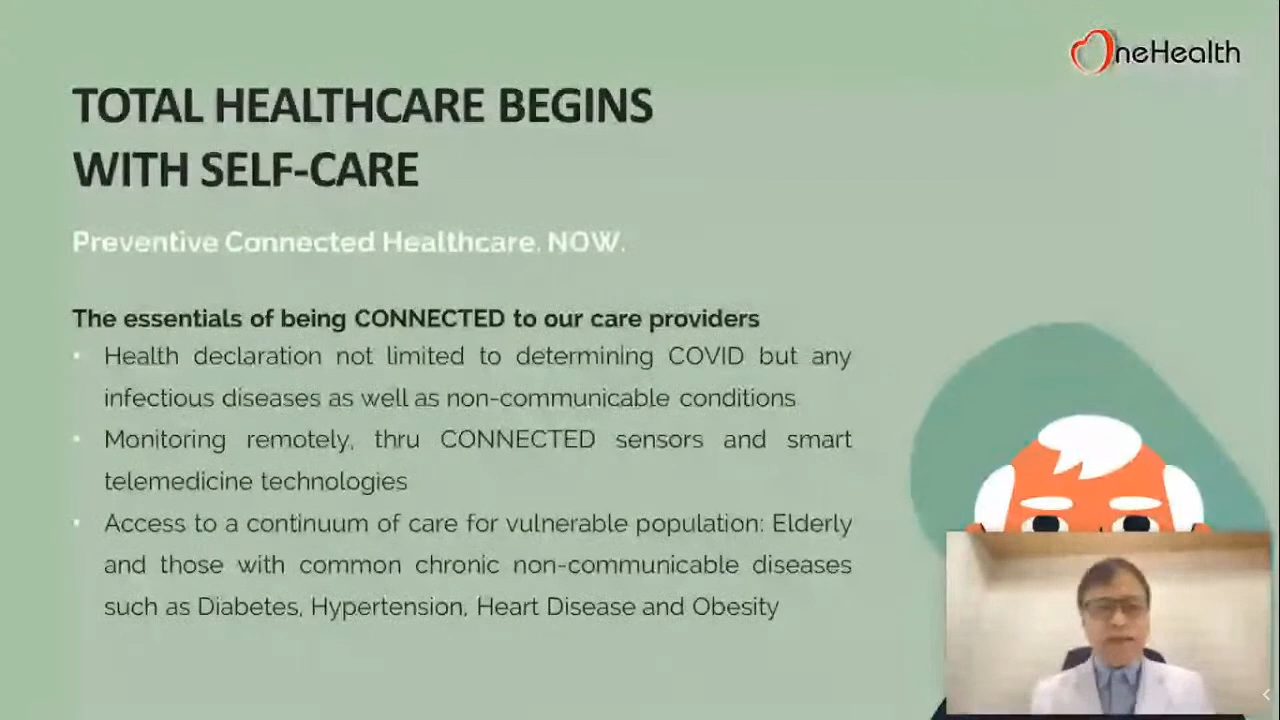 OneHealth
TOTAL HEALTHCARE BEGINS
WITH SELF-CARE
Preventive Connected Healthcare. NOW.
The essentials of being CONNECTED to our care providers
• Health declaration not limited to determining COVID but any
infectious diseases as well as non-communicable conditions
• Monitoring remotely, thru CONNECTED sensors and smart
telemedicine technologies
• Access to a continuum of care for vulnerable population: Elderly
and those with common chronic non-communicable diseases
such as Diabetes, Hypertension, Heart Disease and Obesity